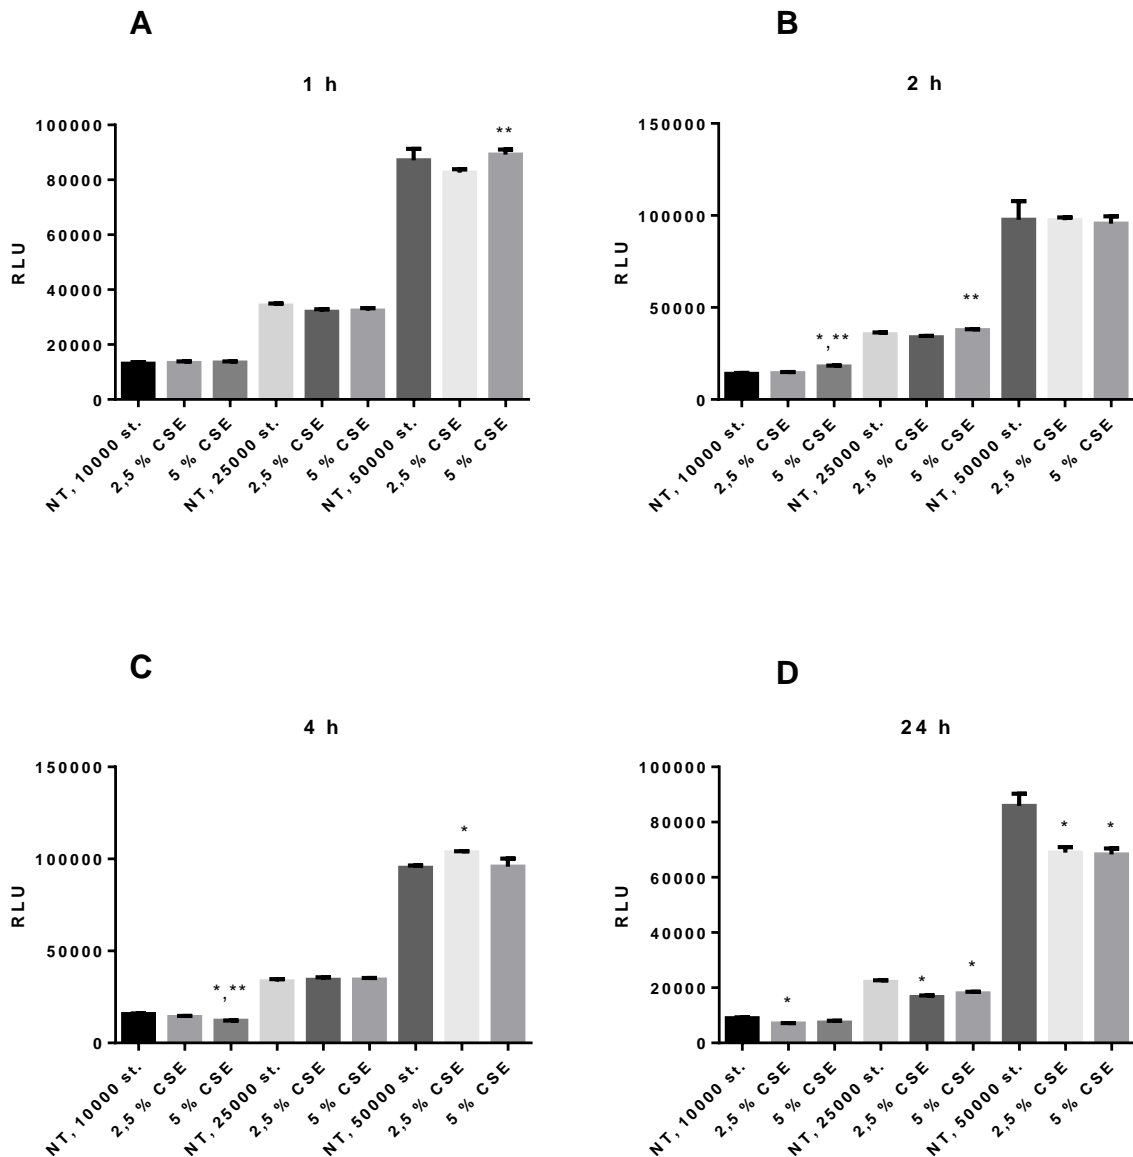 A
1 h
RLU
100000
80000
60000
40000
20000
0
**
NT, 10000 st.
2,5 % CSE
5 % CSE
NT, 25000 st.
2,5 % CSE
5 % CSE
NT, 50000 st.
2,5 % CSE
5 % CSE
B
2 h
RLU
150000
100000
50000
0
*,**
**
NT, 10000 st.
2,5 % CSE
5 % CSE
NT, 25000 st.
2,5 % CSE
5 % CSE
NT, 50000 st.
2,5 % CSE
5 % CSE
C
4 h
RLU
150000
100000
50000
0
*,**
*
NT, 10000 st.
2,5 % CSE
5 % CSE
NT, 25000 st.
2,5 % CSE
5 % CSE
NT, 50000 st.
2,5 % CSE
5 % CSE
D
24 h
RLU
100000
80000
60000
40000
20000
0
*
*
*
*
*
NT, 10000 st.
2,5 % CSE
5 % CSE
NT, 25000 st.
2,5 % CSE
5 % CSE
NT, 50000 st.
2,5 % CSE
5 % CSE